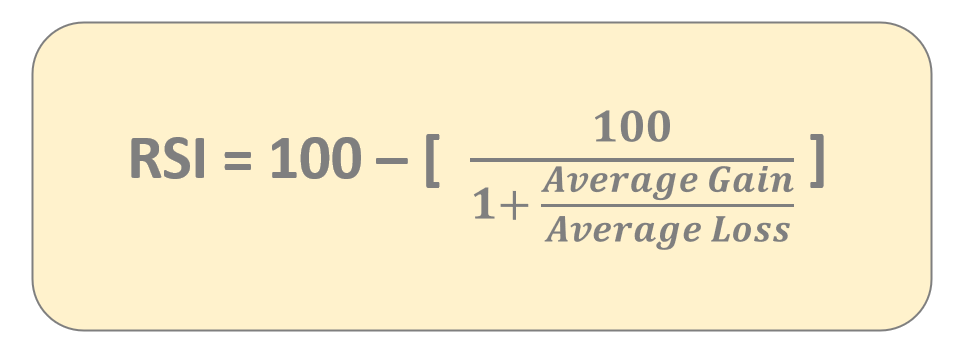 RSI = 100 – [ 100 / 1+ Average Gain / Average Loss ]